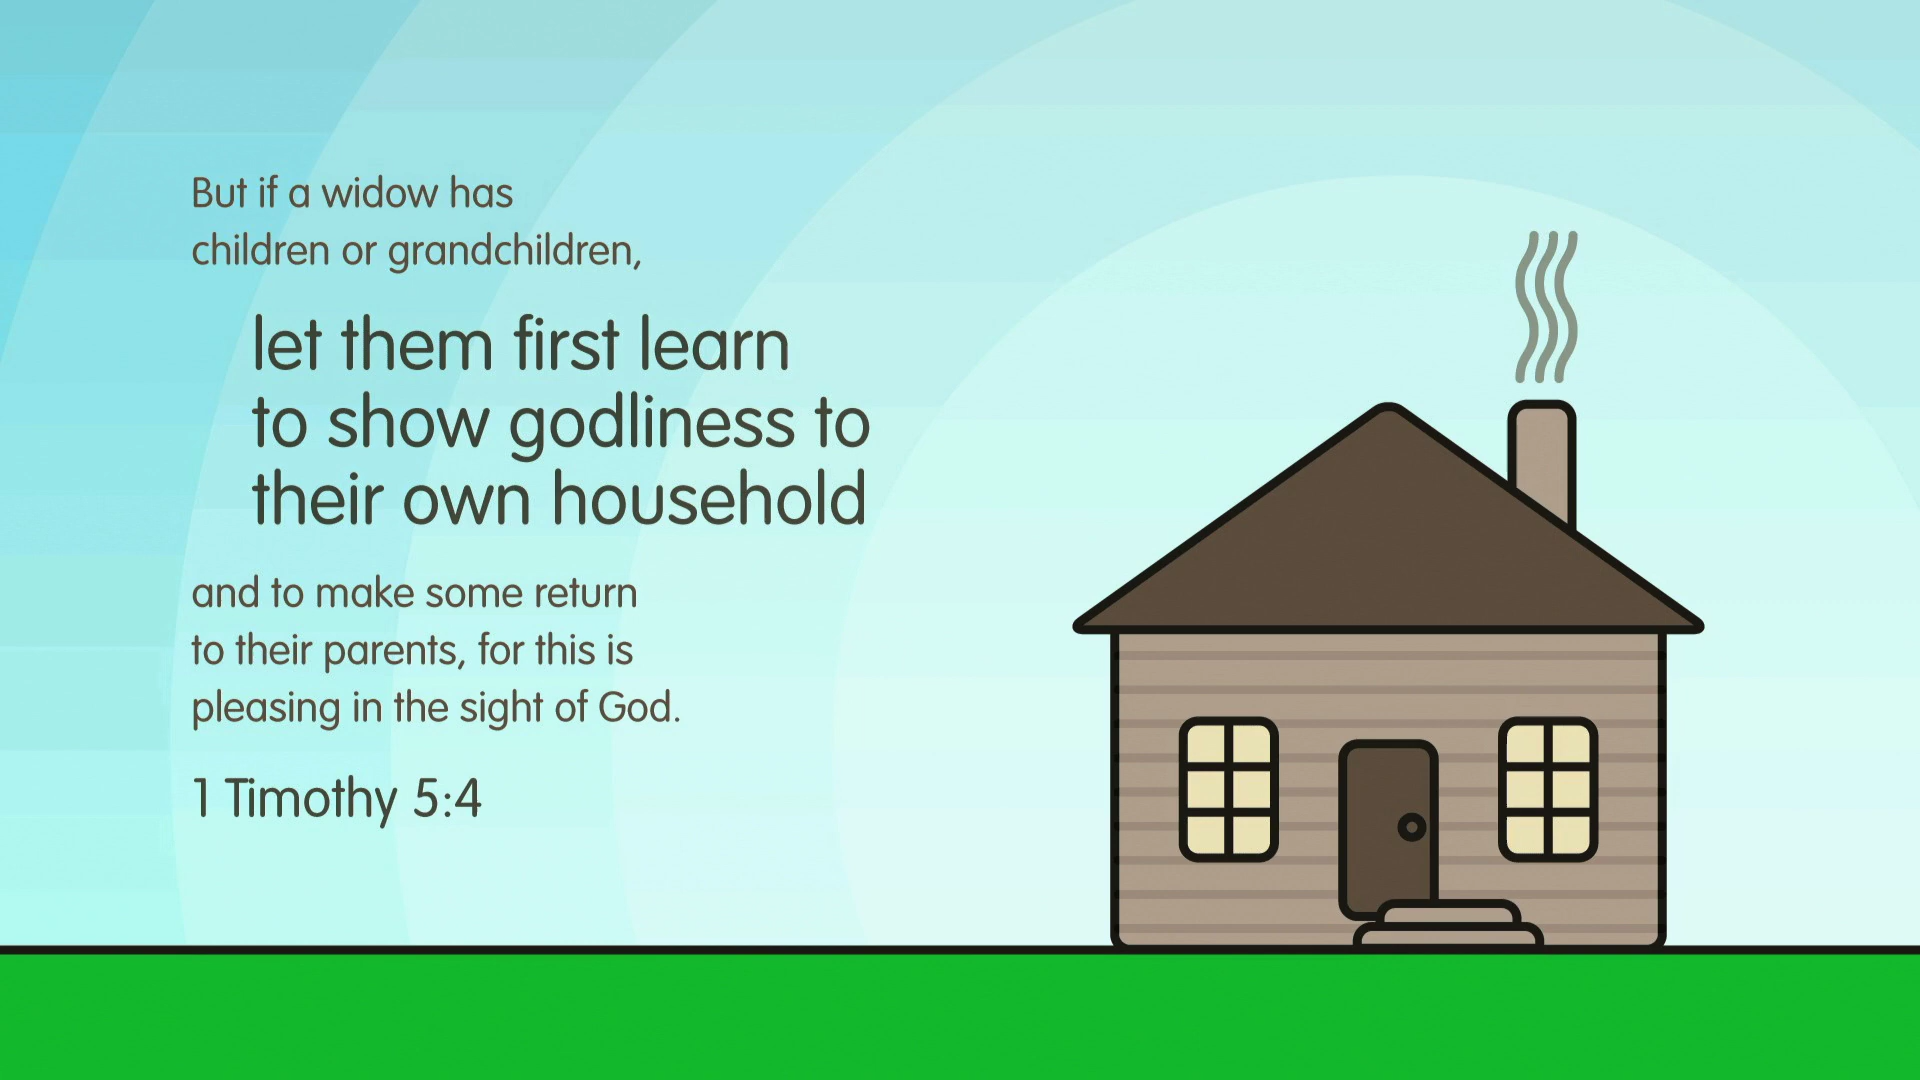 But if a widow has
children or grandchildren,
let them first learn
to show godliness to
their own household
and to make some return
to their parents, for this is
pleasing in the sight of God.
1 Timothy 5:4